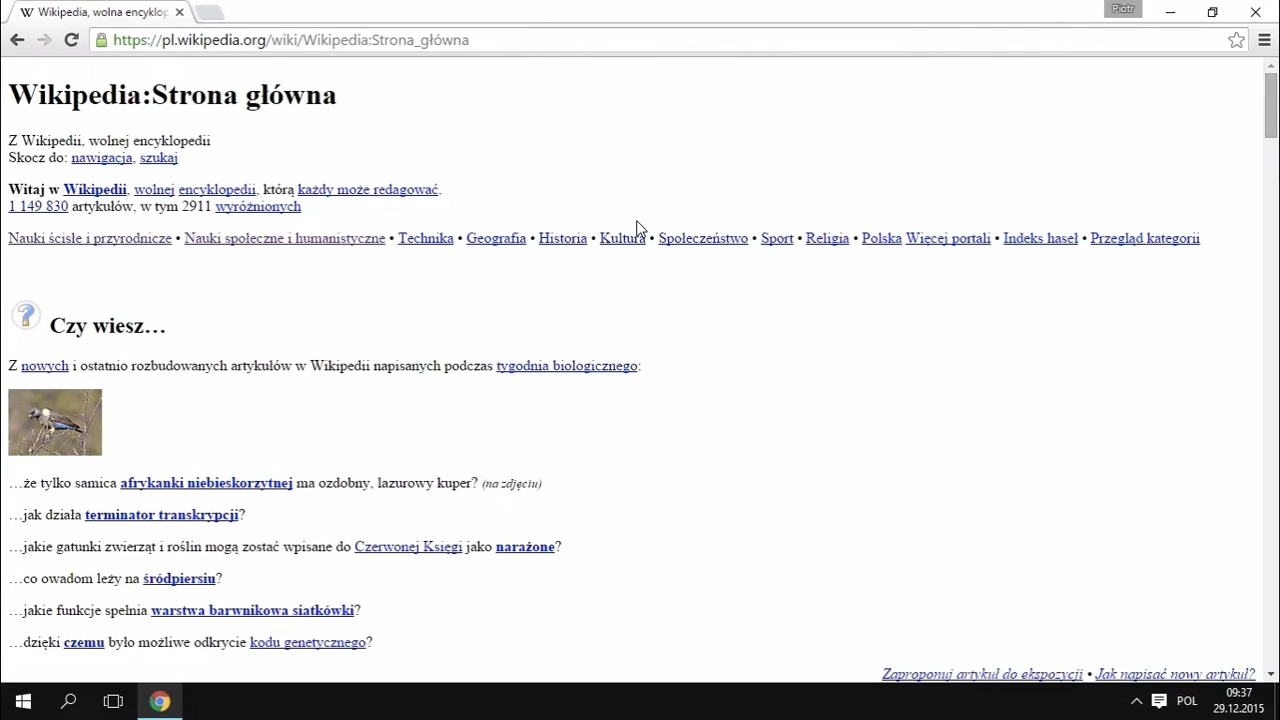 Wikipedia, wolna encyklop
Piotr
https://pl.wikipedia.org/wiki/Wikipedia:Strona_główna
Wikipedia:Strona główna
Z Wikipedii, wolnej encyklopedii
Skocz do: nawigacja, szukaj
Witaj w Wikipedii, wolnej encyklopedii, którą każdy może redagować.
1 149 830 artykułów, w tym 2911 wyróżnionych
Nauki ścisłe i przyrodnicze • Nauki społeczne i humanistyczne • Technika • Geografia • Historia • Kultura • Społeczeństwo • Sport • Religia • Polska Więcej portali • Indeks haseł • Przegląd kategorii
Czy wiesz…
Z nowych i ostatnio rozbudowanych artykułów w Wikipedii napisanych podczas tygodnia biologicznego:
…że tylko samica afrykanki niebieskorzytnej ma ozdobny, lazurowy kuper? (na zdjęciu)
…jak działa terminator transkrypcji?
…jakie gatunki zwierząt i roślin mogą zostać wpisane do Czerwonej Księgi jako narażone?
…co owadom leży na śródpiersiu?
…jakie funkcje spełnia warstwa barwnikowa siatkówki?
…dzięki czemu było możliwe odkrycie kodu genetycznego?
Zaproponuj artykuł do ekspozycji • Jak napisać nowy artykuł?
POL
09:37
29.12.2015